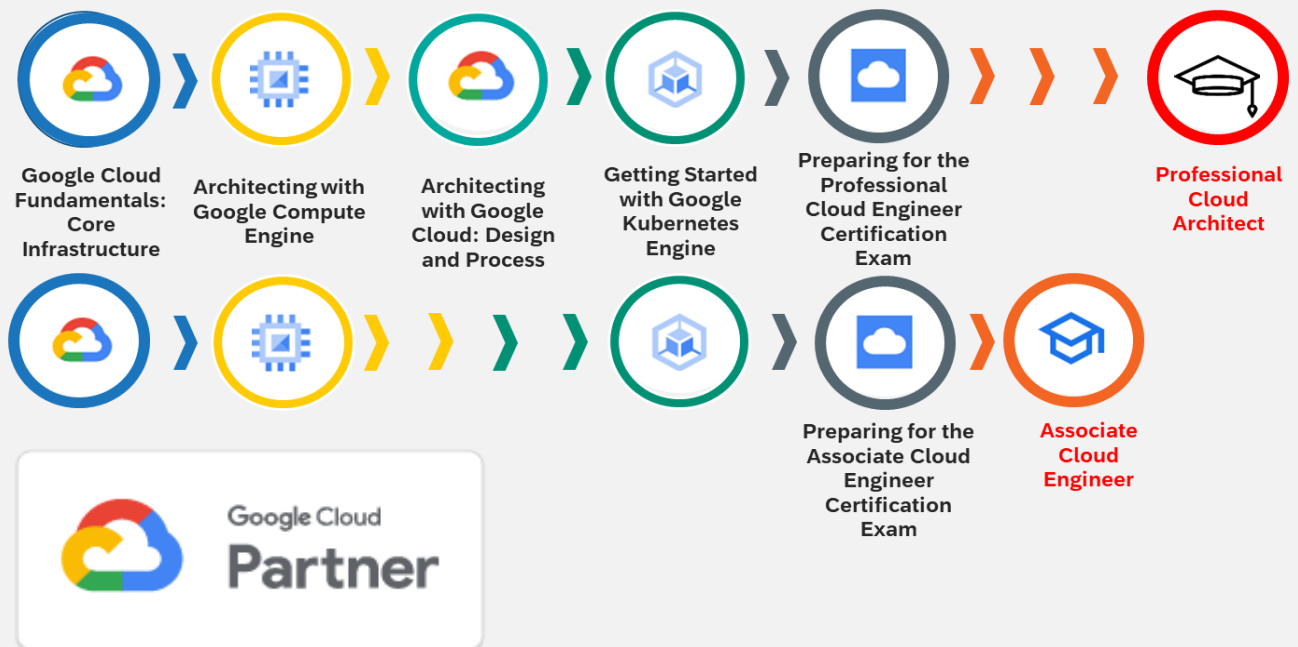 Google Cloud
Fundamentals:
Core
Infrastructure
Architecting with
Google Compute
Engine
Architecting
with Google
Cloud: Design
and Process
Getting Started
with Google
Kubernetes
Engine
Preparing for the
Professional
Cloud Engineer
Certification
Exam
Professional
Cloud
Architect
Preparing for the
Associate Cloud
Engineer
Certification
Exam
Associate
Cloud
Engineer
Google Cloud
Partner